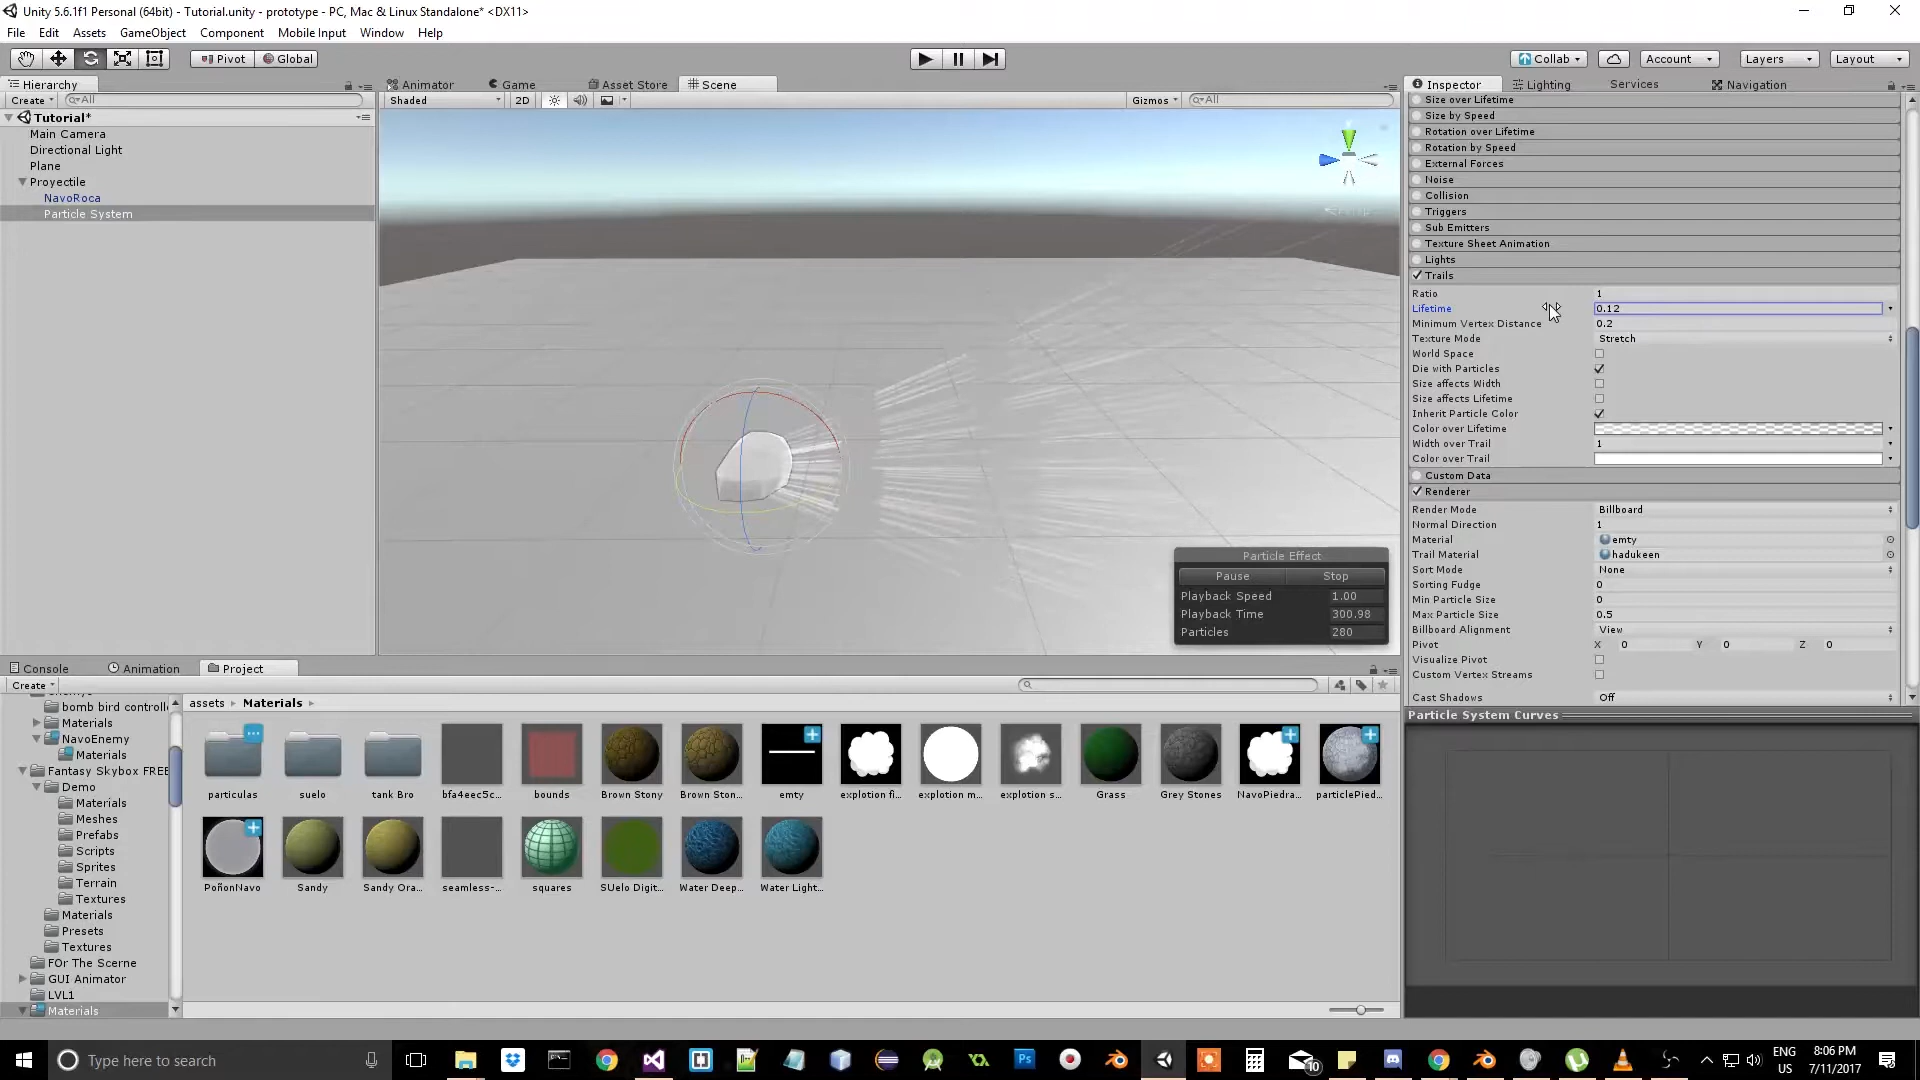 Unity 5.6.1f1 Personal (64bit) - Tutorial.unity - prototype - PC, Mac & Linux Standalone* <DX11>
File Edit Assets GameObject Component Mobile Input Window Help
Pivot Global Collab Account Layers Layout
Hierarchy Animator Game Asset Store Scene Inspector Lighting Services Navigation
Create All Shaded 2D Gizmos All
Tutorial*
Main Camera
Directional Light
Plane
Proyectile
NavoRoca
Particle System
Particle Effect
Pause Stop
Playback Speed 1.00
Playback Time 300.98
Particles 280
Size over Lifetime
Size by Speed
Rotation over Lifetime
Rotation by Speed
External Forces
Noise
Collision
Triggers
Sub Emitters
Texture Sheet Animation
Lights
Trails
Ratio 1
Lifetime 0.12
Minimum Vertex Distance 0.2
Texture Mode Stretch
World Space
Die with Particles
Size affects Width
Size affects Lifetime
Inherit Particle Color
Color over Lifetime
Width over Trail 1
Color over Trail
Custom Data
Renderer
Render Mode Billboard
Normal Direction 1
Material emty
Trail Material hadukeen
Sort Mode None
Sorting Fudge 0
Min Particle Size 0
Max Particle Size 0.5
Billboard Alignment View
Pivot X 0 Y 0 Z 0
Visualize Pivot
Custom Vertex Streams
Cast Shadows Off
Particle System Curves
Console Animation Project
Create
bomb bird controll
Materials
NavoEnemy
Materials
Fantasy Skybox FREE
Demo
Materials
Meshes
Prefabs
Scripts
Sprites
Terrain
Textures
Materials
Presets
Textures
FOr The Scerne
GUI Animator
LVL1
Materials
assets Materials
particulas suelo tank Bro bfa4eec5c... bounds Brown Stony Brown Ston... emty explotion fi... explotion m... explotion s... Grass Grey Stones NavoPiedra... particlePied...
PoñonNavo Sandy Sandy Ora... seamless-... squares SUelo Digit... Water Deep... Water Light...
Type here to search
10
ENG
US
8:06 PM
7/11/2017